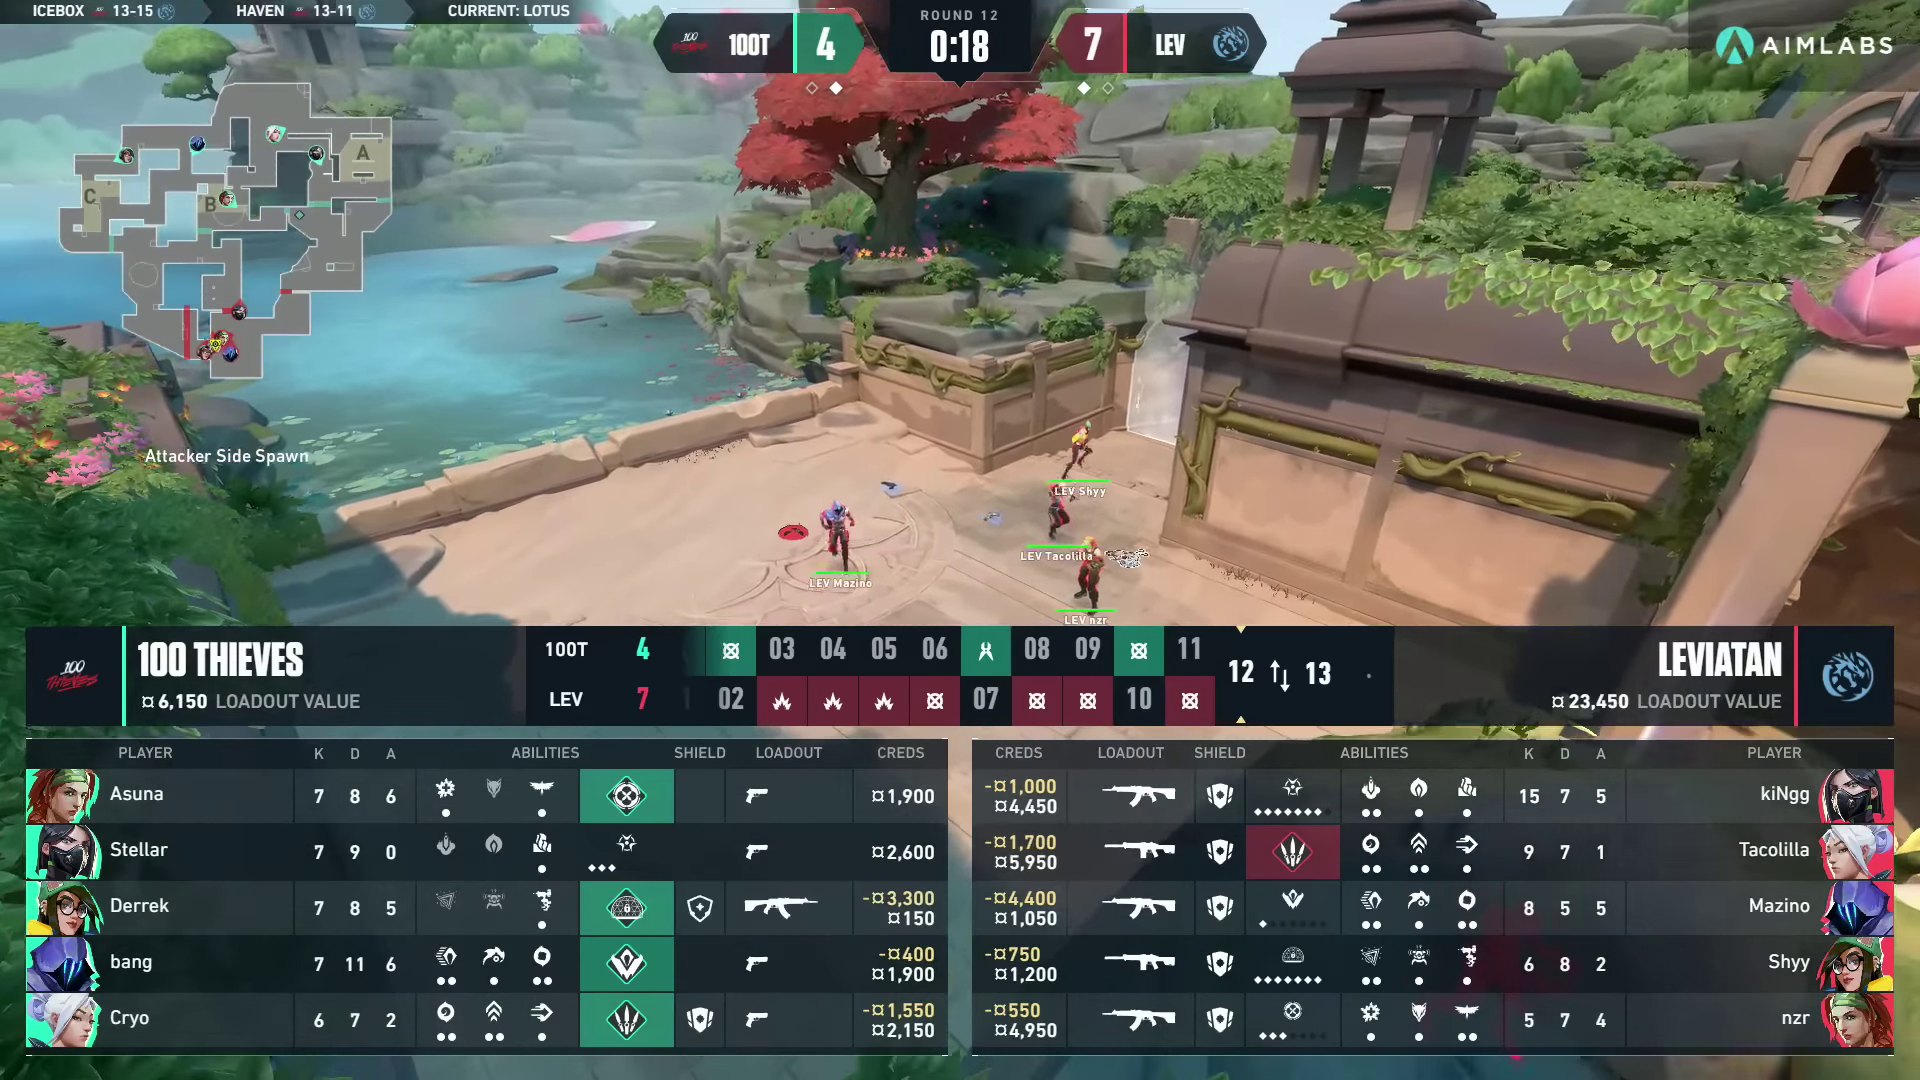 ICEBOX 13-15 HAVEN 13-11 CURRENT: LOTUS
ROUND 12
100 THIEVES 100T 4 0:18 7 LEV
AIMLABS
A
C
B
Attacker Side Spawn
LEV Shyy
LEV Tacolilla
LEV Mazino
LEV nzr
100 THIEVES
100 THIEVES
6,150 LOADOUT VALUE
100T 4 03 04 05 06 08 09 11
LEV 7 02 07 10
12 13
LEVIATAN
23,450 LOADOUT VALUE
PLAYER K D A ABILITIES SHIELD LOADOUT CREDS
Asuna 7 8 6 1,900
Stellar 7 9 0 2,600
Derrek 7 8 5 -3,300
150
bang 7 11 6 -400
1,900
Cryo 6 7 2 -1,550
2,150
CREDS LOADOUT SHIELD ABILITIES K D A PLAYER
-1,000
4,450 15 7 5 kiNgg
-1,700
5,950 9 7 1 Tacolilla
-4,400
1,050 8 5 5 Mazino
-750
1,200 6 8 2 Shyy
-550
4,950 5 7 4 nzr